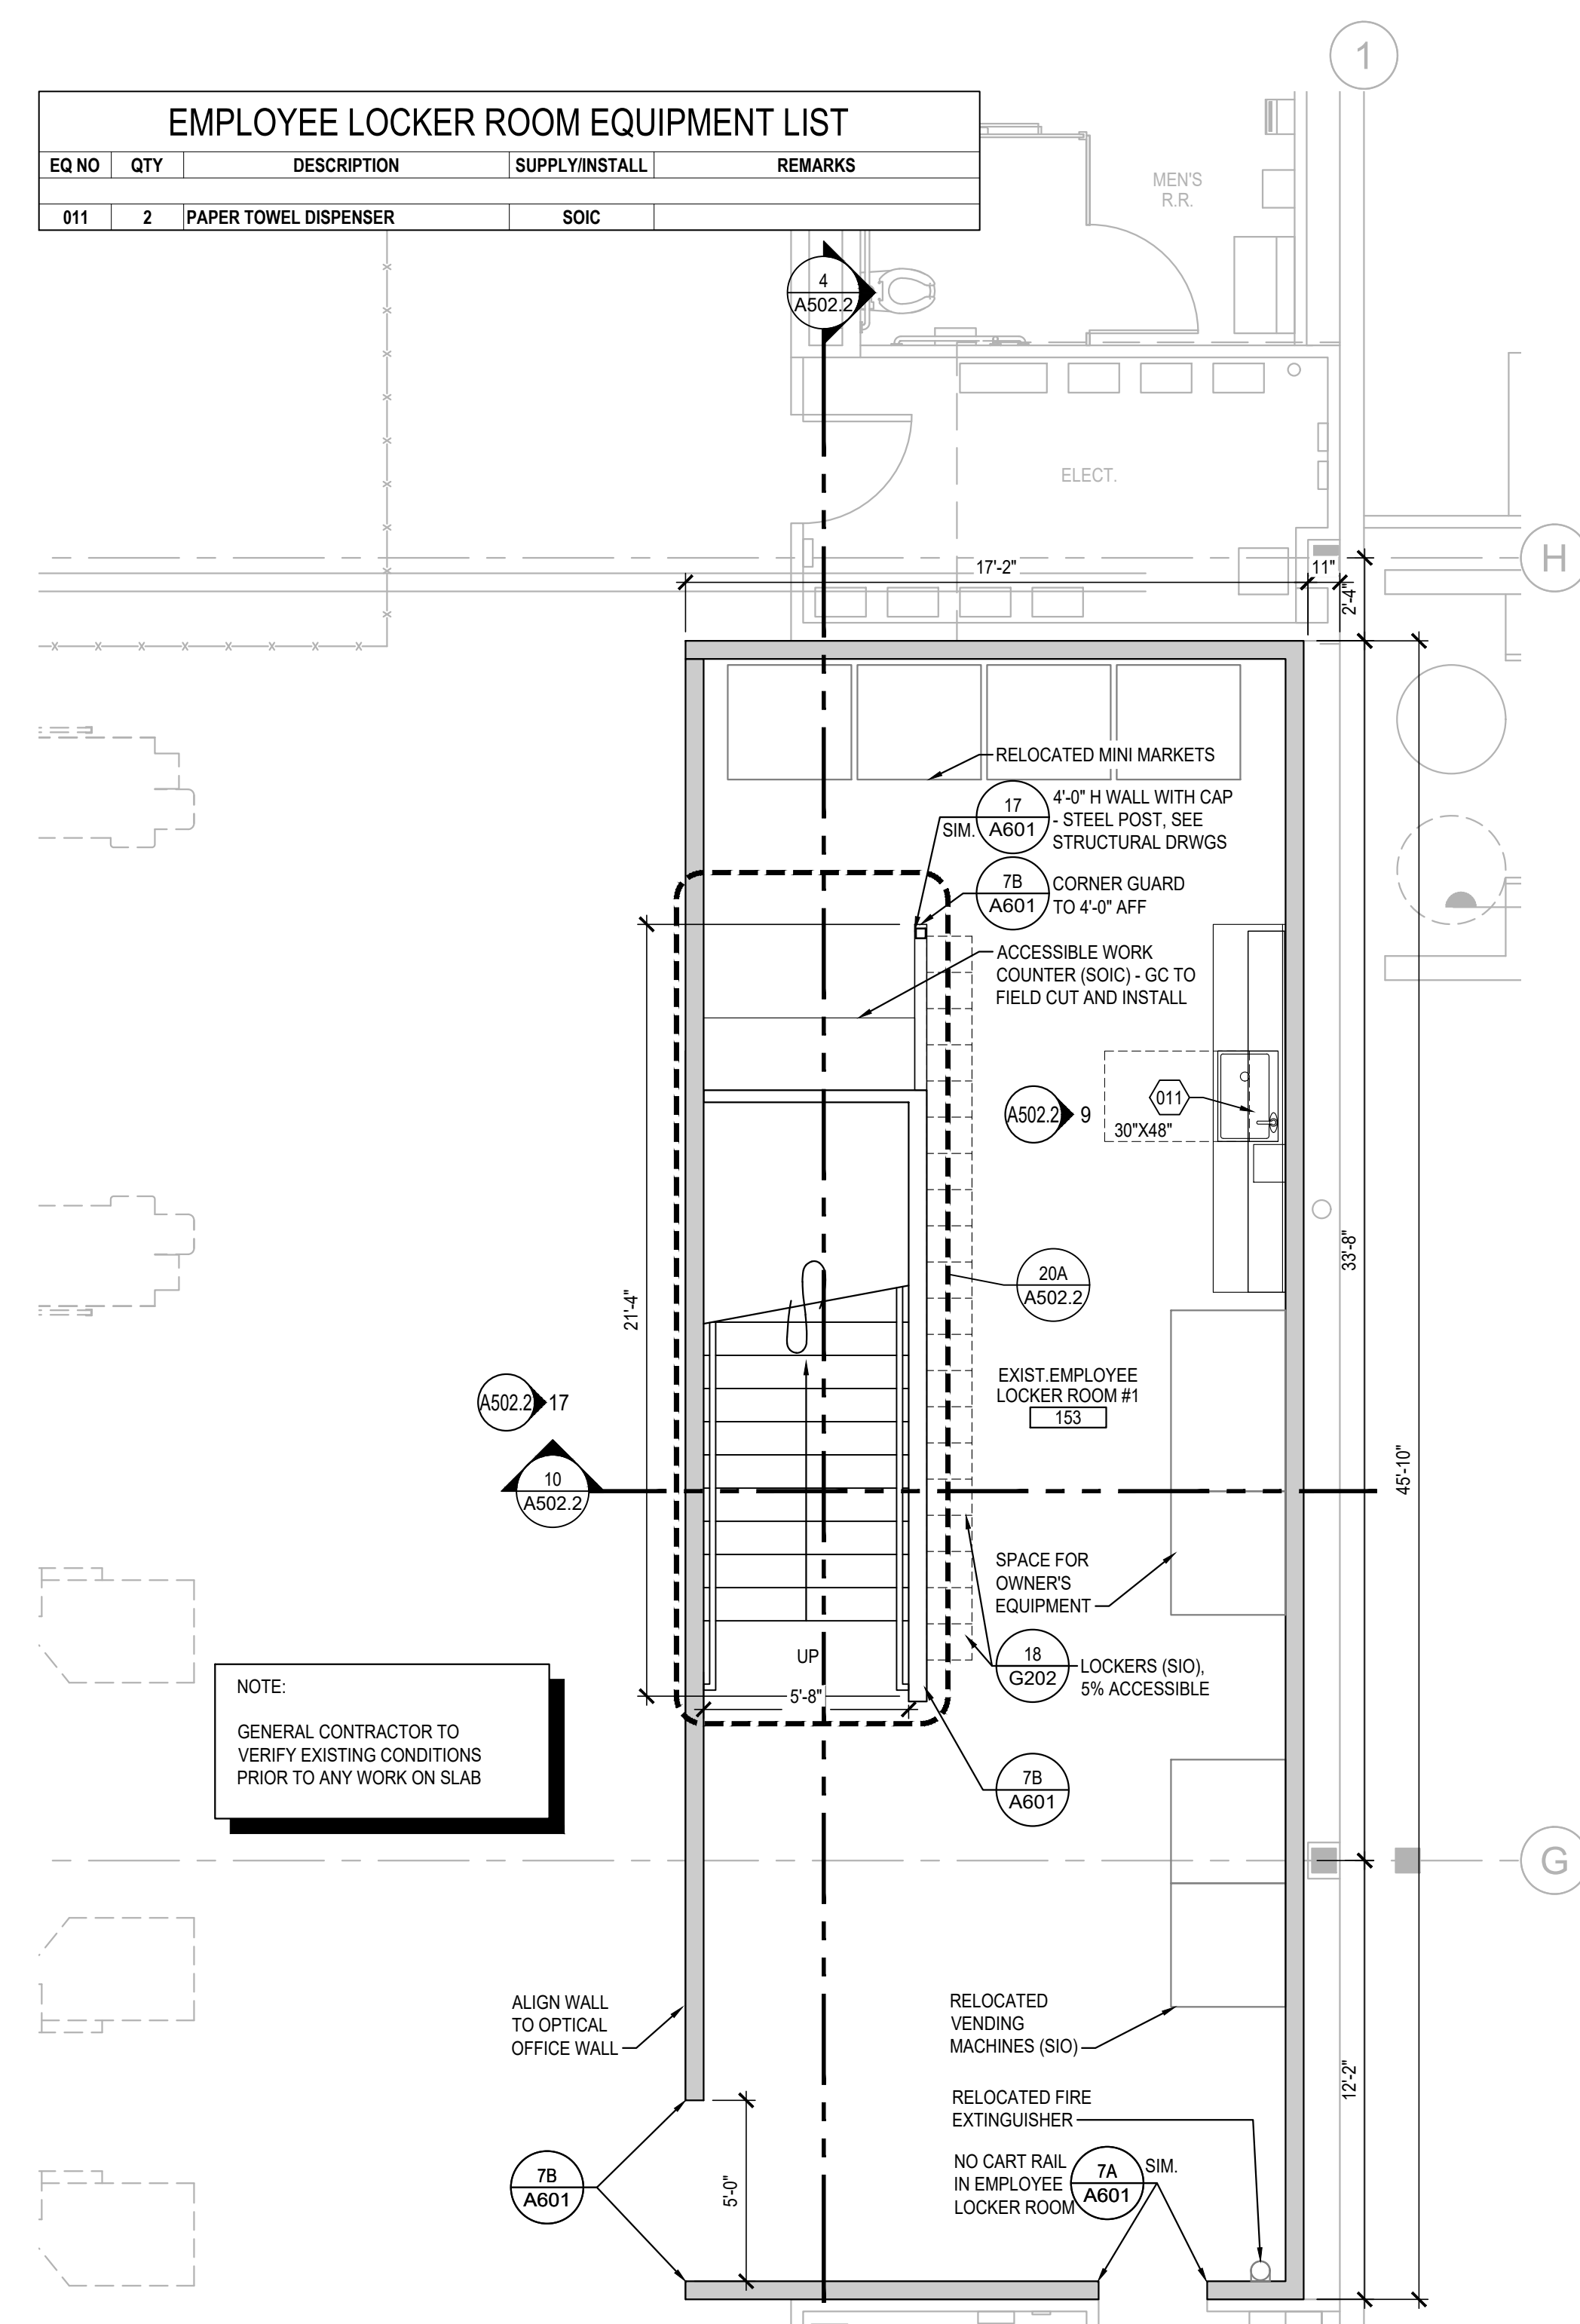 1
EMPLOYEE LOCKER ROOM EQUIPMENT LIST
EQ NO QTY DESCRIPTION SUPPLY/INSTALL REMARKS
011 2 PAPER TOWEL DISPENSER SOIC
MEN'S
R.R.
4
A502.2
ELECT.
H
17'-2"
11"
2'-4"
RELOCATED MINI MARKETS
17
A601
SIM.
4'-0" H WALL WITH CAP
- STEEL POST, SEE
STRUCTURAL DRWGS
7B
A601
CORNER GUARD
TO 4'-0" AFF
ACCESSIBLE WORK
COUNTER (SOIC) - GC TO
FIELD CUT AND INSTALL
A502.2 9
011
30"X48"
33'-8"
20A
A502.2
21'-4"
EXIST.EMPLOYEE
LOCKER ROOM #1
153
A502.2 17
10
A502.2
45'-10"
SPACE FOR
OWNER'S
EQUIPMENT
UP
5'-8"
18
G202
LOCKERS (SIO),
5% ACCESSIBLE
NOTE:
GENERAL CONTRACTOR TO
VERIFY EXISTING CONDITIONS
PRIOR TO ANY WORK ON SLAB
7B
A601
G
ALIGN WALL
TO OPTICAL
OFFICE WALL
RELOCATED
VENDING
MACHINES (SIO)
12'-2"
RELOCATED FIRE
EXTINGUISHER
7B
A601
5'-0"
NO CART RAIL
IN EMPLOYEE
LOCKER ROOM
7A
A601
SIM.